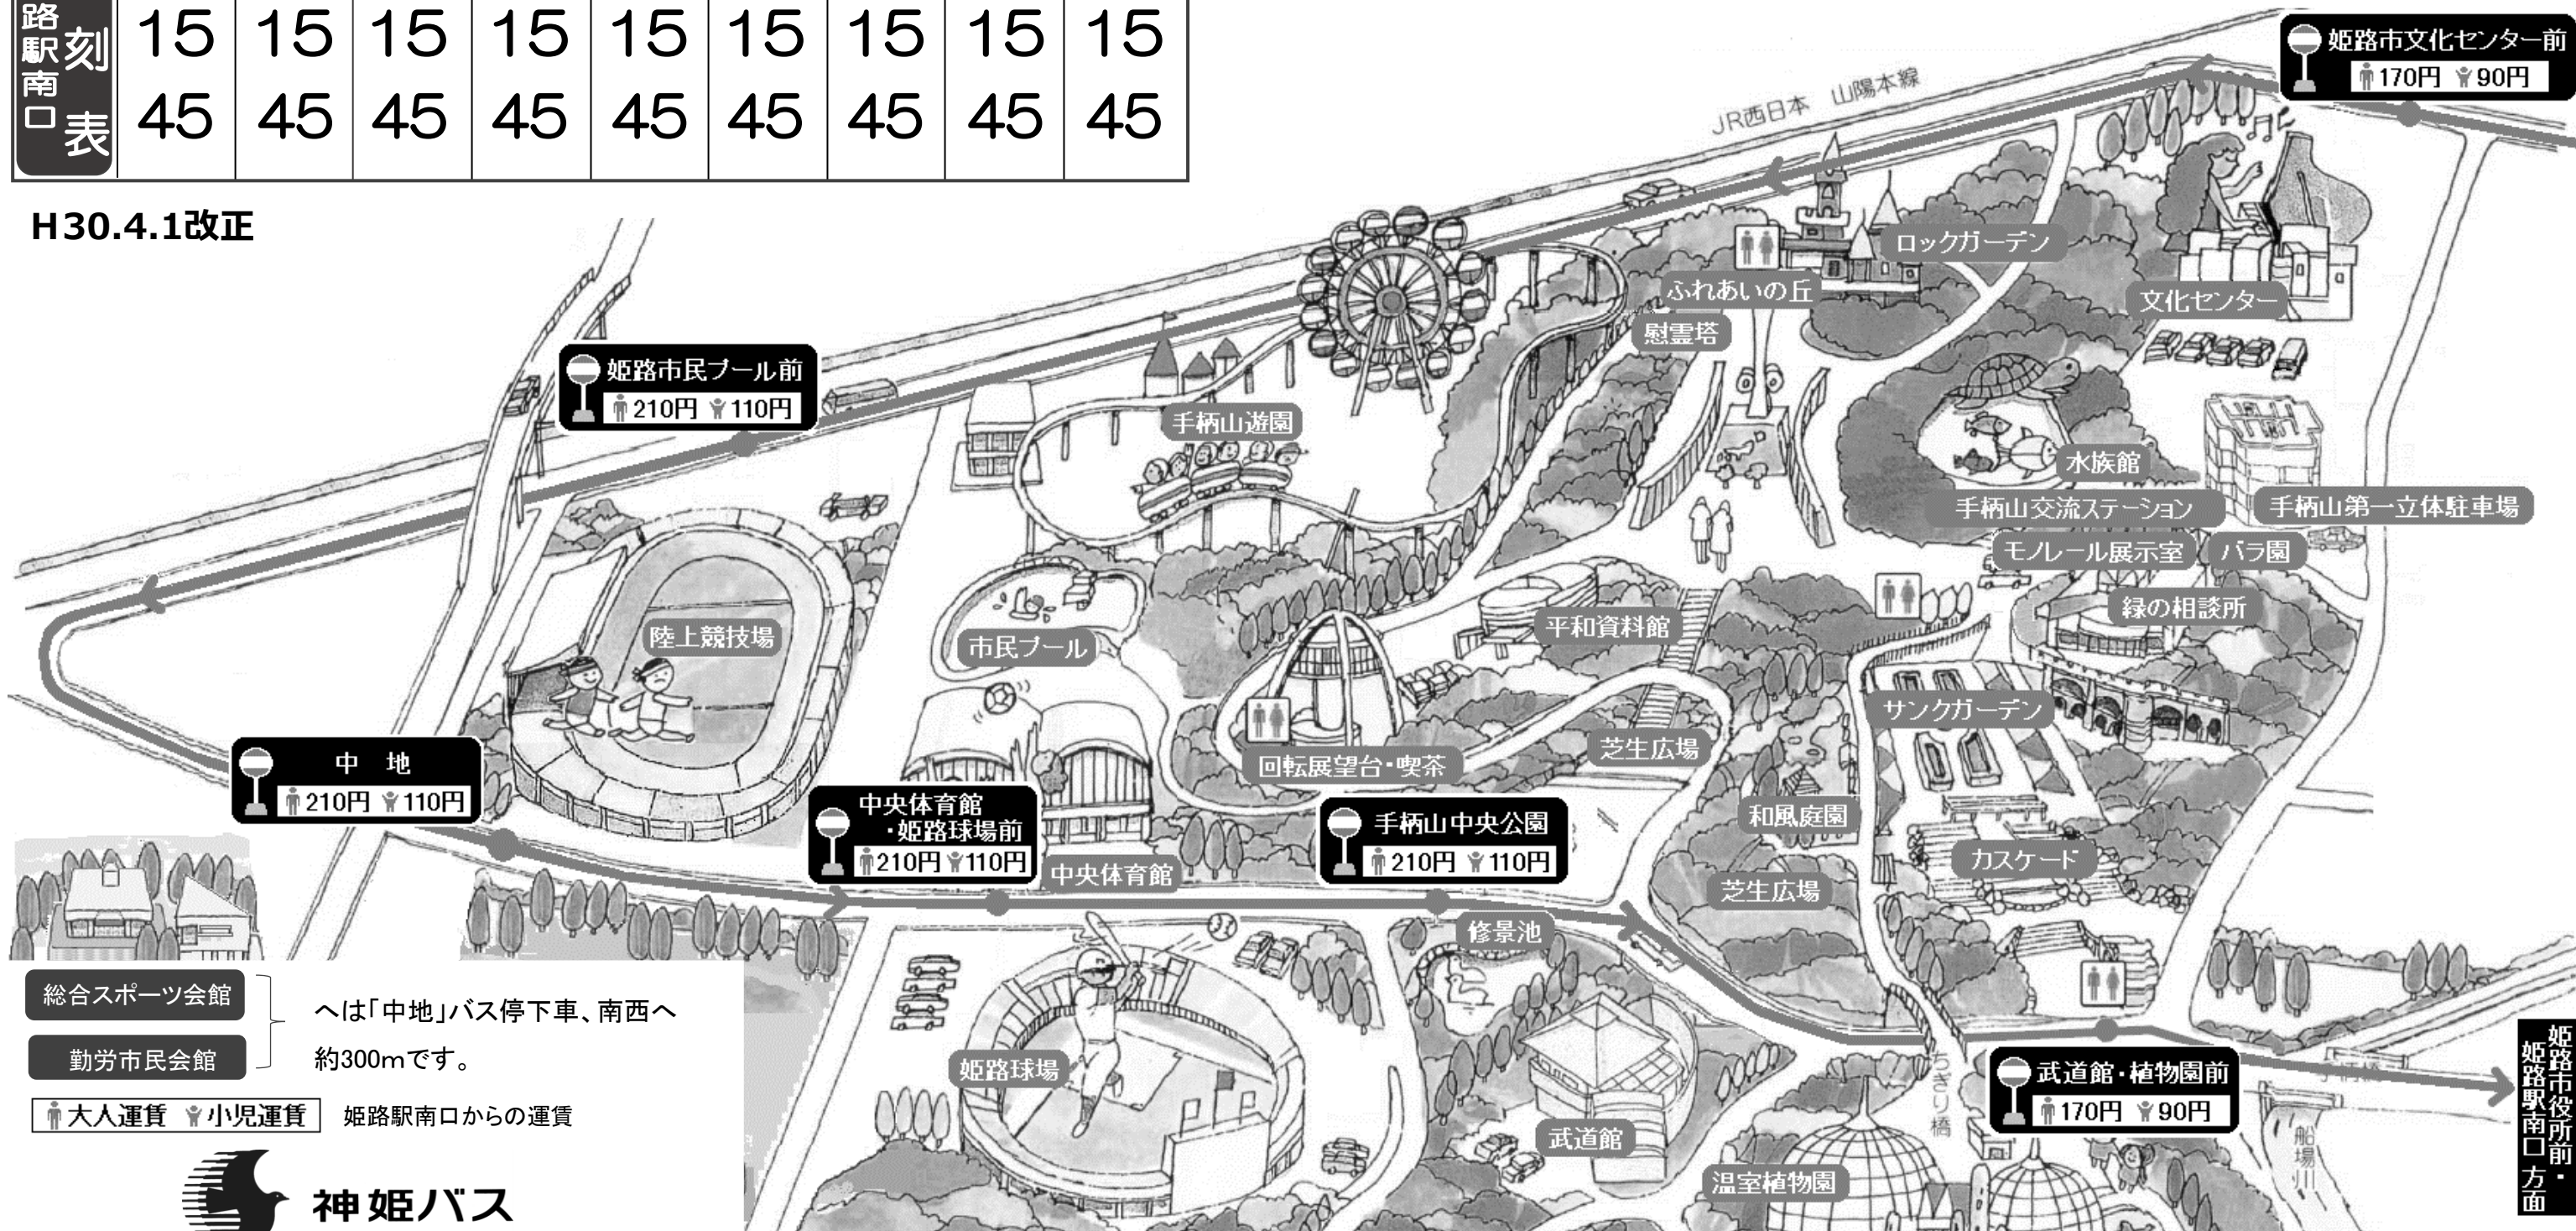 路駅南口
刻表
15 15 15 15 15 15 15 15 15
45 45 45 45 45 45 45 45 45
H30.4.1改正
姫路市文化センター前
170円 90円
JR西日本 山陽本線
ロックガーデン
ふれあいの丘
慰霊塔
文化センター
姫路市民プール前
210円 110円
手柄山遊園
水族館
手柄山交流ステーション
手柄山第一立体駐車場
モノレール展示室
バラ園
緑の相談所
陸上競技場
市民プール
平和資料館
サンクガーデン
芝生広場
回転展望台・喫茶
中 地
210円 110円
中央体育館
・姫路球場前
210円 110円
手柄山中央公園
210円 110円
和風庭園
カスケード
中央体育館
芝生広場
修景池
総合スポーツ会館
勤労市民会館
へは「中地」バス停下車、南西へ
約300mです。
大人運賃 小児運賃
姫路駅南口からの運賃
姫路球場
武道館
温室植物園
ちぎり橋
武道館・植物園前
170円 90円
船場川
姫路市役所前・
姫路駅南口 方面
神姫バス